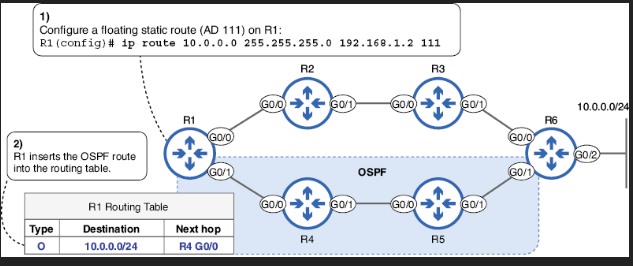 1)
Configure a floating static route (AD 111) on R1:
R1(config)# ip route 10.0.0.0 255.255.255.0 192.168.1.2 111
R2
R3
G0/0
G0/1
G0/0
G0/1
10.0.0.0/24
R1
R6
G0/0
G0/0
2)
R1 inserts the OSPF route
into the routing table.
G0/2
G0/1
OSPF
G0/1
R1 Routing Table
G0/0
G0/1
G0/0
G0/1
Type Destination Next hop
R4
R5
O 10.0.0.0/24 R4 G0/0